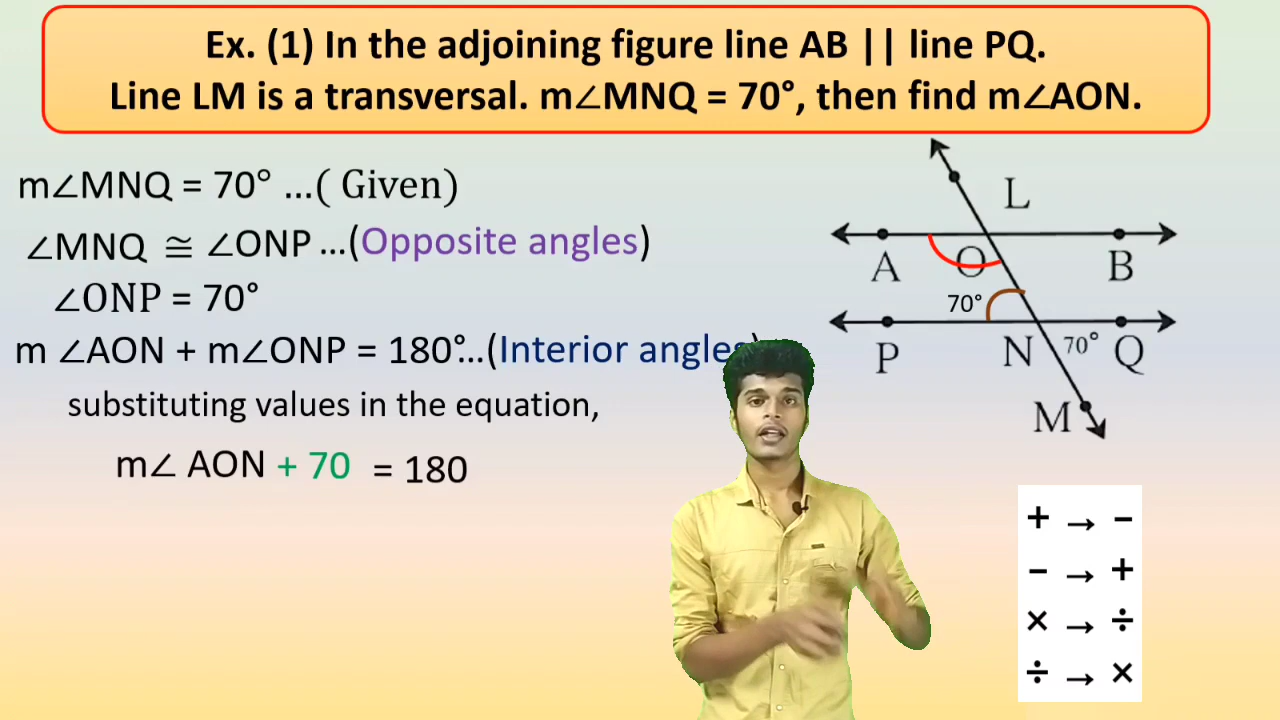 Ex. (1) In the adjoining figure line AB || line PQ.
Line LM is a transversal. m∠MNQ = 70°, then find m∠AON.
m∠MNQ = 70° ...( Given)
∠MNQ ≅ ∠ONP ...(Opposite angles)
∠ONP = 70°
m ∠AON + m∠ONP = 180°...(Interior angles)
substituting values in the equation,
m∠ AON + 70 = 180
L
A O B
70°
P N 70° Q
M
+ → −
− → +
× → ÷
÷ → ×